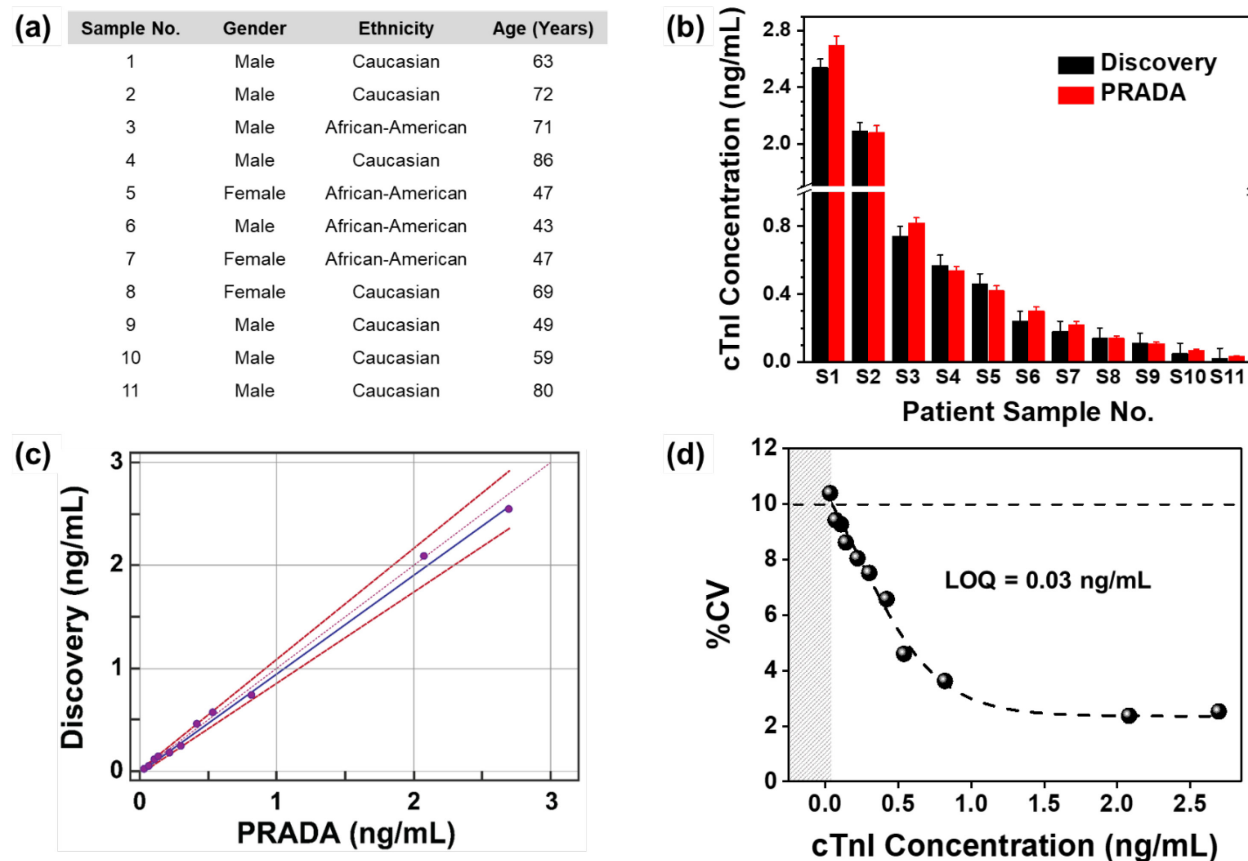 (a)
Sample No. Gender Ethnicity Age (Years)
1 Male Caucasian 63
2 Male Caucasian 72
3 Male African-American 71
4 Male Caucasian 86
5 Female African-American 47
6 Male African-American 43
7 Female African-American 47
8 Female Caucasian 69
9 Male Caucasian 49
10 Male Caucasian 59
11 Male Caucasian 80
(b)
cTnI Concentration (ng/mL)
2.8
2.4
2.0
0.8
0.4
0.0
Discovery
PRADA
S1 S2 S3 S4 S5 S6 S7 S8 S9 S10 S11
Patient Sample No.
(c)
Discovery (ng/mL)
3
2
1
0
0 1 2 3
PRADA (ng/mL)
(d)
%CV
12
10
8
6
4
2
0
LOQ = 0.03 ng/mL
0.0 0.5 1.0 1.5 2.0 2.5
cTnI Concentration (ng/mL)